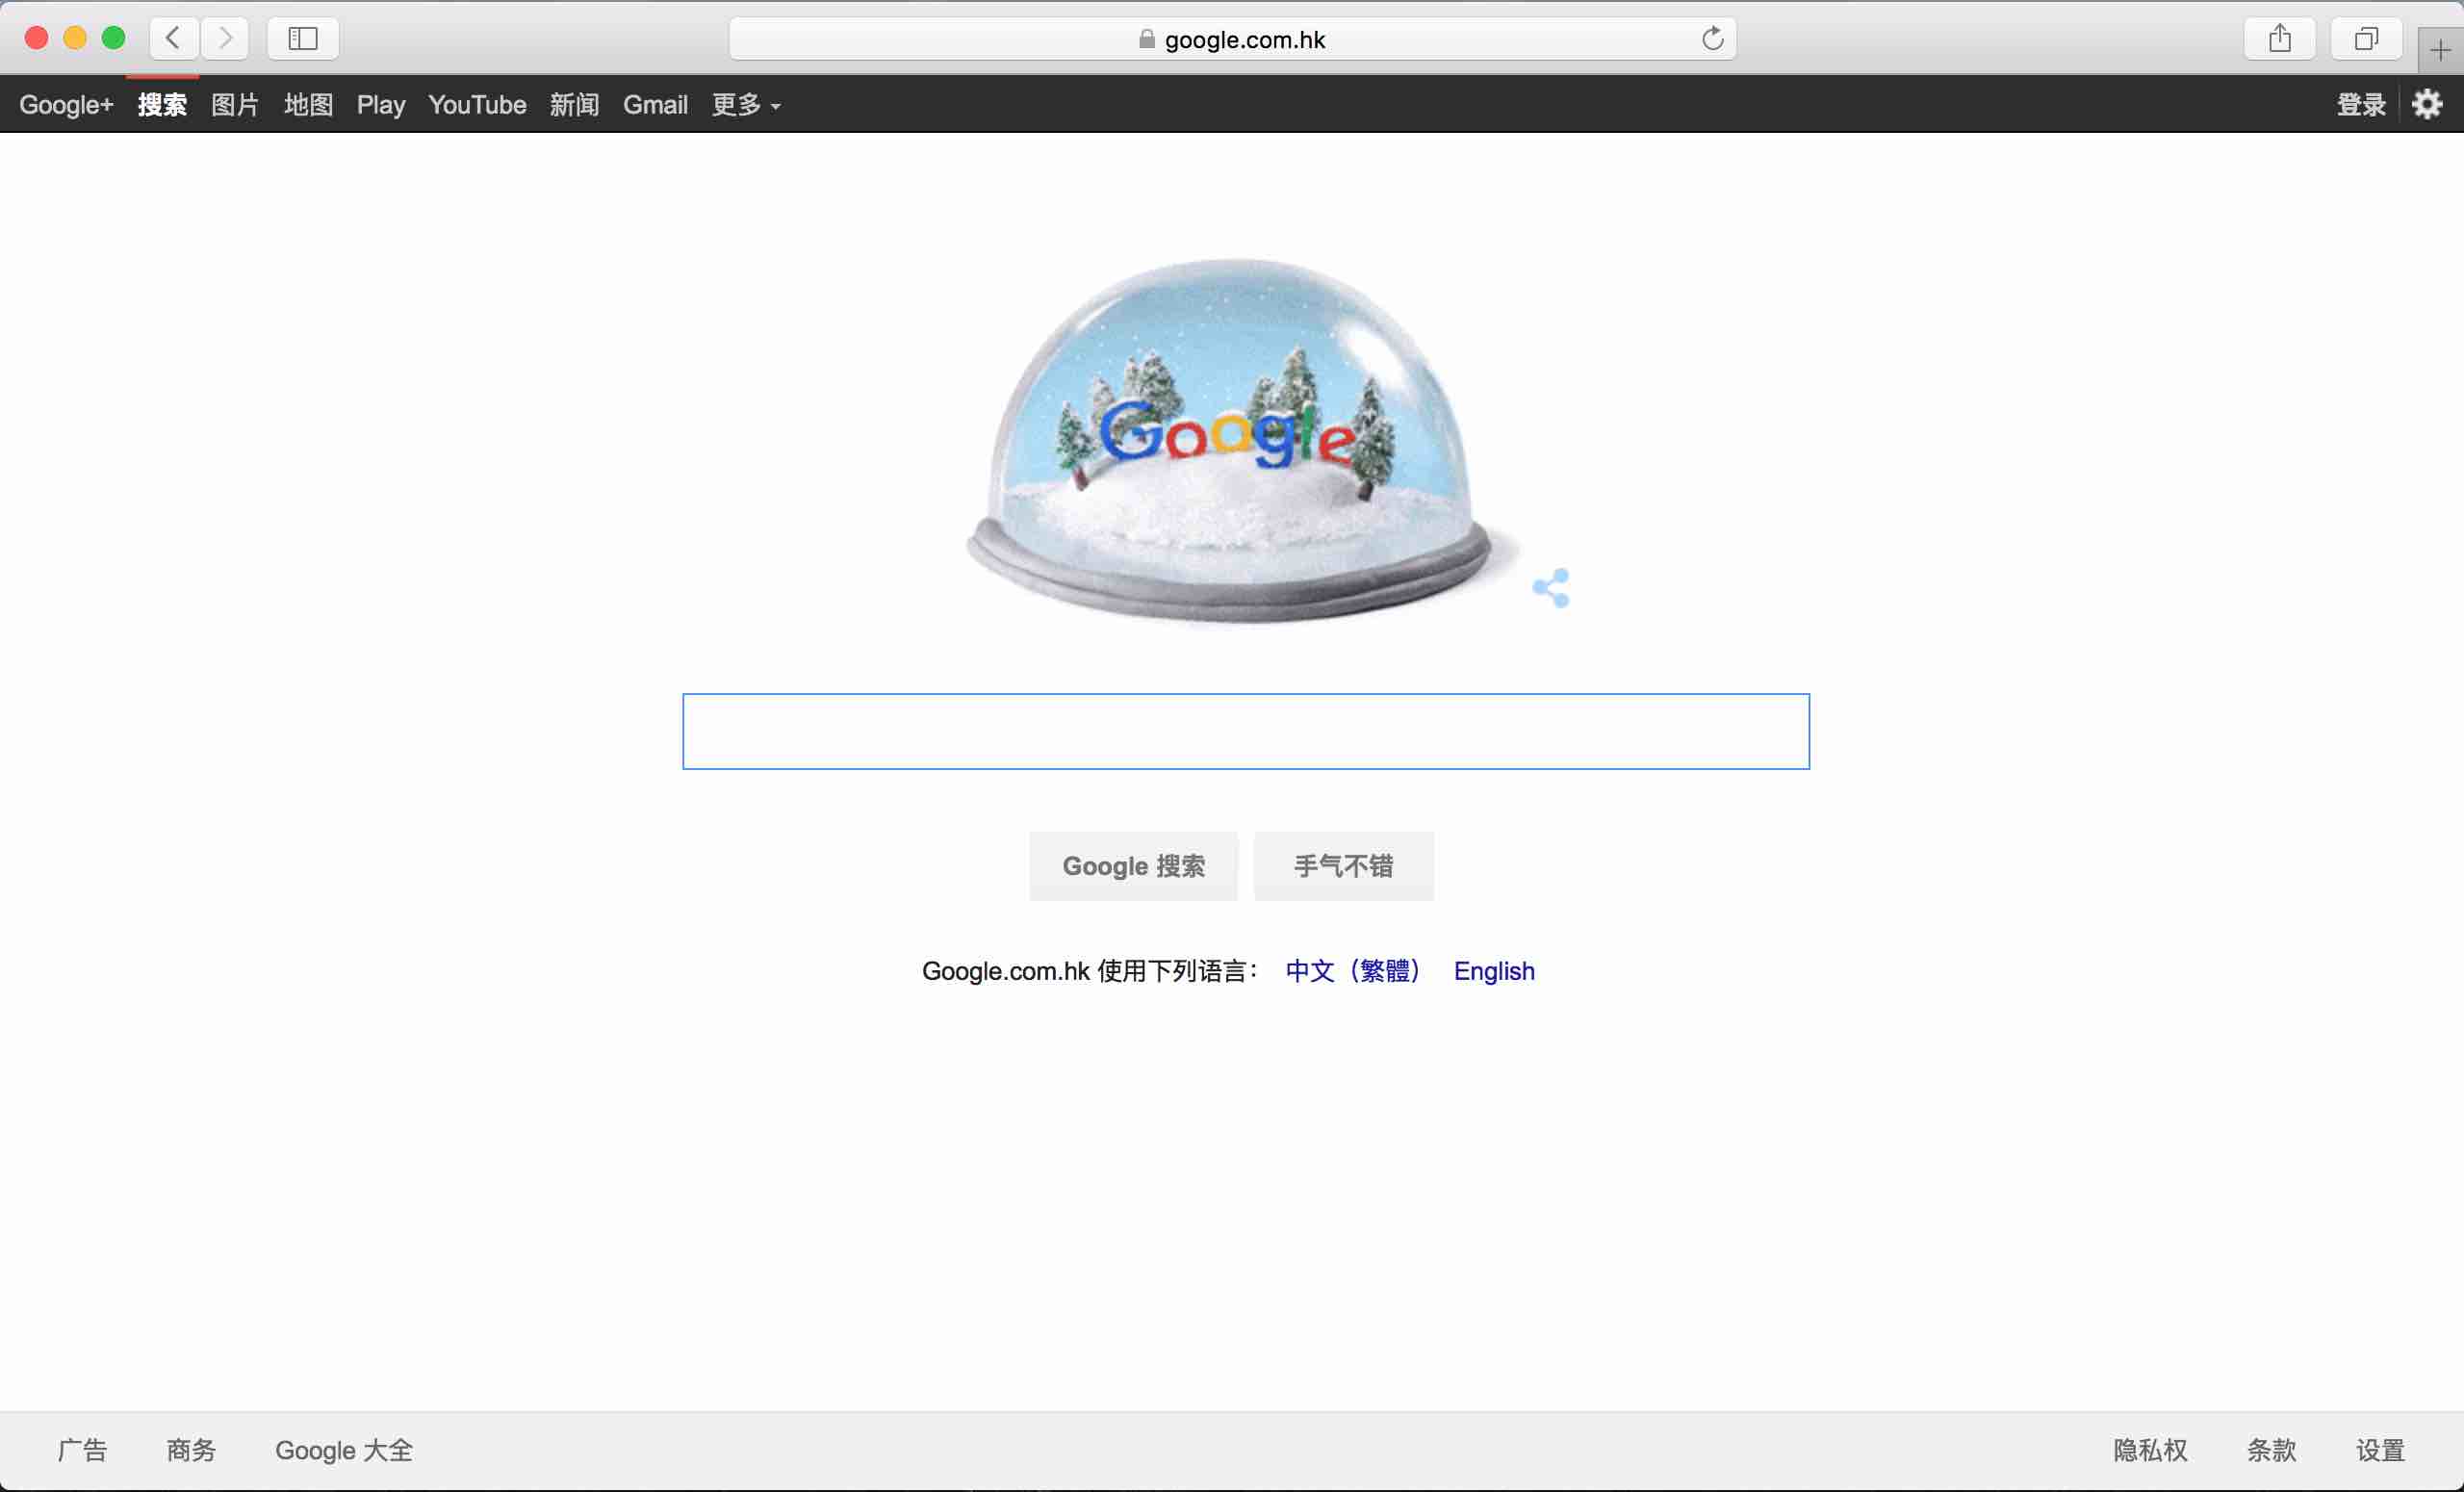 google.com.hk
Google+ 搜索 图片 地图 Play YouTube 新闻 Gmail 更多 登录
Google
Google 搜索 手气不错
Google.com.hk 使用下列语言： 中文（繁體） English
广告 商务 Google 大全 隐私权 条款 设置